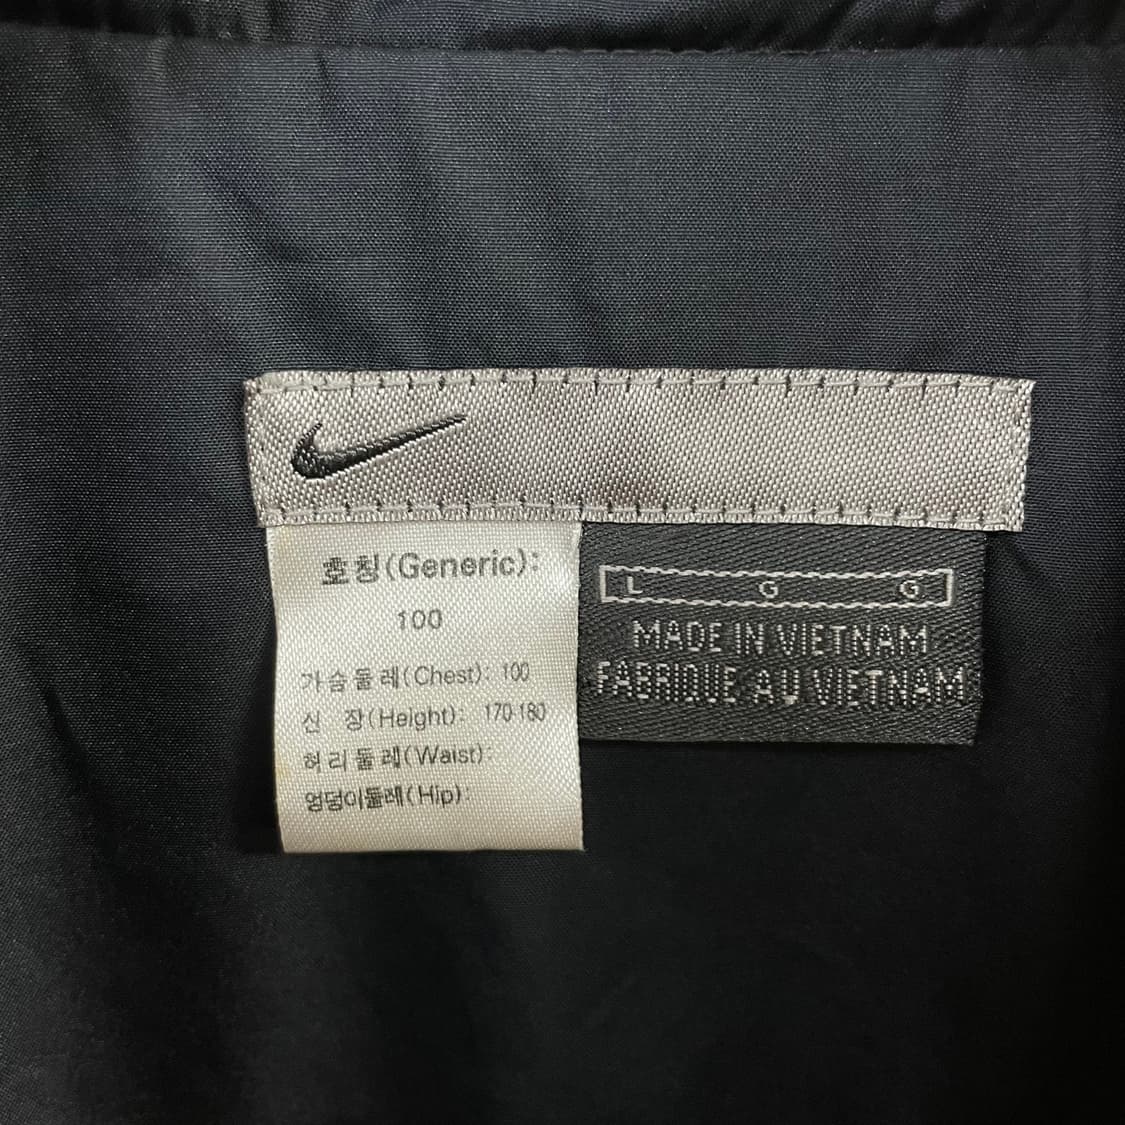 호칭(Generic):
100
가슴둘레(Chest): 100
신 장(Height): 170 180
허리둘레(Waist):
엉덩이둘레(Hip):
L G G
MADE IN VIETNAM
FABRIQUE AU VIETNAM